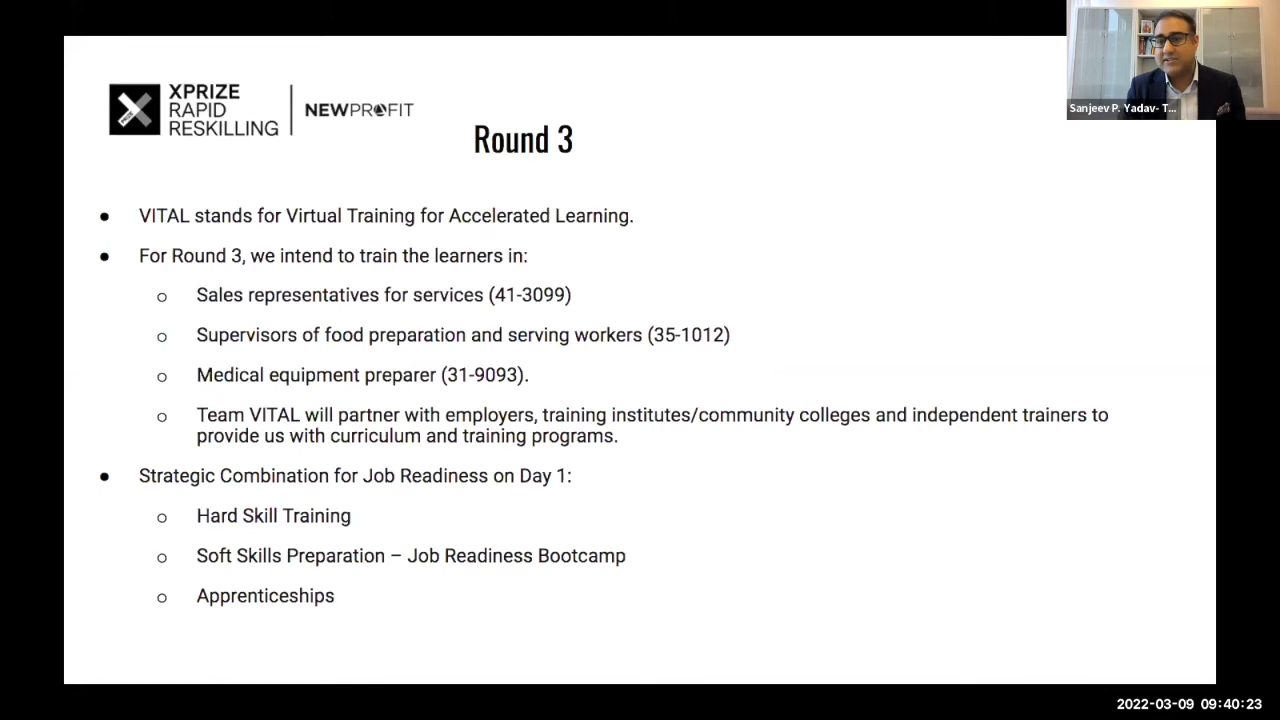 XPRIZE
RAPID
RESKILLING
NEWPROFIT
Sanjeev P. Yadav- T...
Round 3
● VITAL stands for Virtual Training for Accelerated Learning.
● For Round 3, we intend to train the learners in:
o Sales representatives for services (41-3099)
o Supervisors of food preparation and serving workers (35-1012)
o Medical equipment preparer (31-9093).
o Team VITAL will partner with employers, training institutes/community colleges and independent trainers to
provide us with curriculum and training programs.
● Strategic Combination for Job Readiness on Day 1:
o Hard Skill Training
o Soft Skills Preparation – Job Readiness Bootcamp
o Apprenticeships
2022-03-09 09:40:23